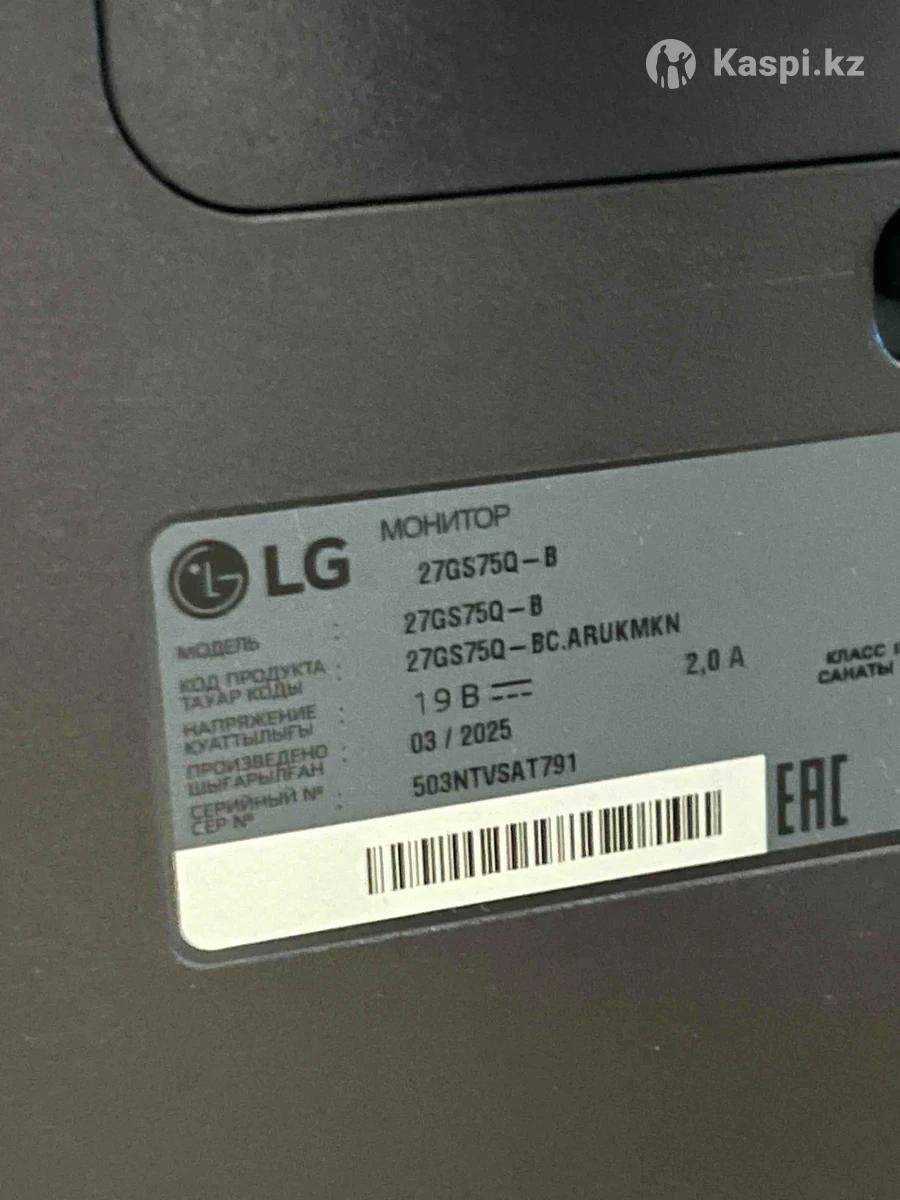 Kaspi.kz
LG МОНИТОР
27GS75Q-B
МОДЕЛЬ : 27GS75Q-B
КОД ПРОДУКТА : 27GS75Q-BC.ARUKMKN
ТАУАР КОДЫ
НАПРЯЖЕНИЕ : 19 В 2,0 А
ҚУАТТЫЛЫҒЫ
КЛАСС
САНАТЫ
ПРОИЗВЕДЕНО : 03 / 2025
ШЫҒАРЫЛҒАН
СЕРИЙНЫЙ № : 503NTVSAT791
СЕР №
EAC